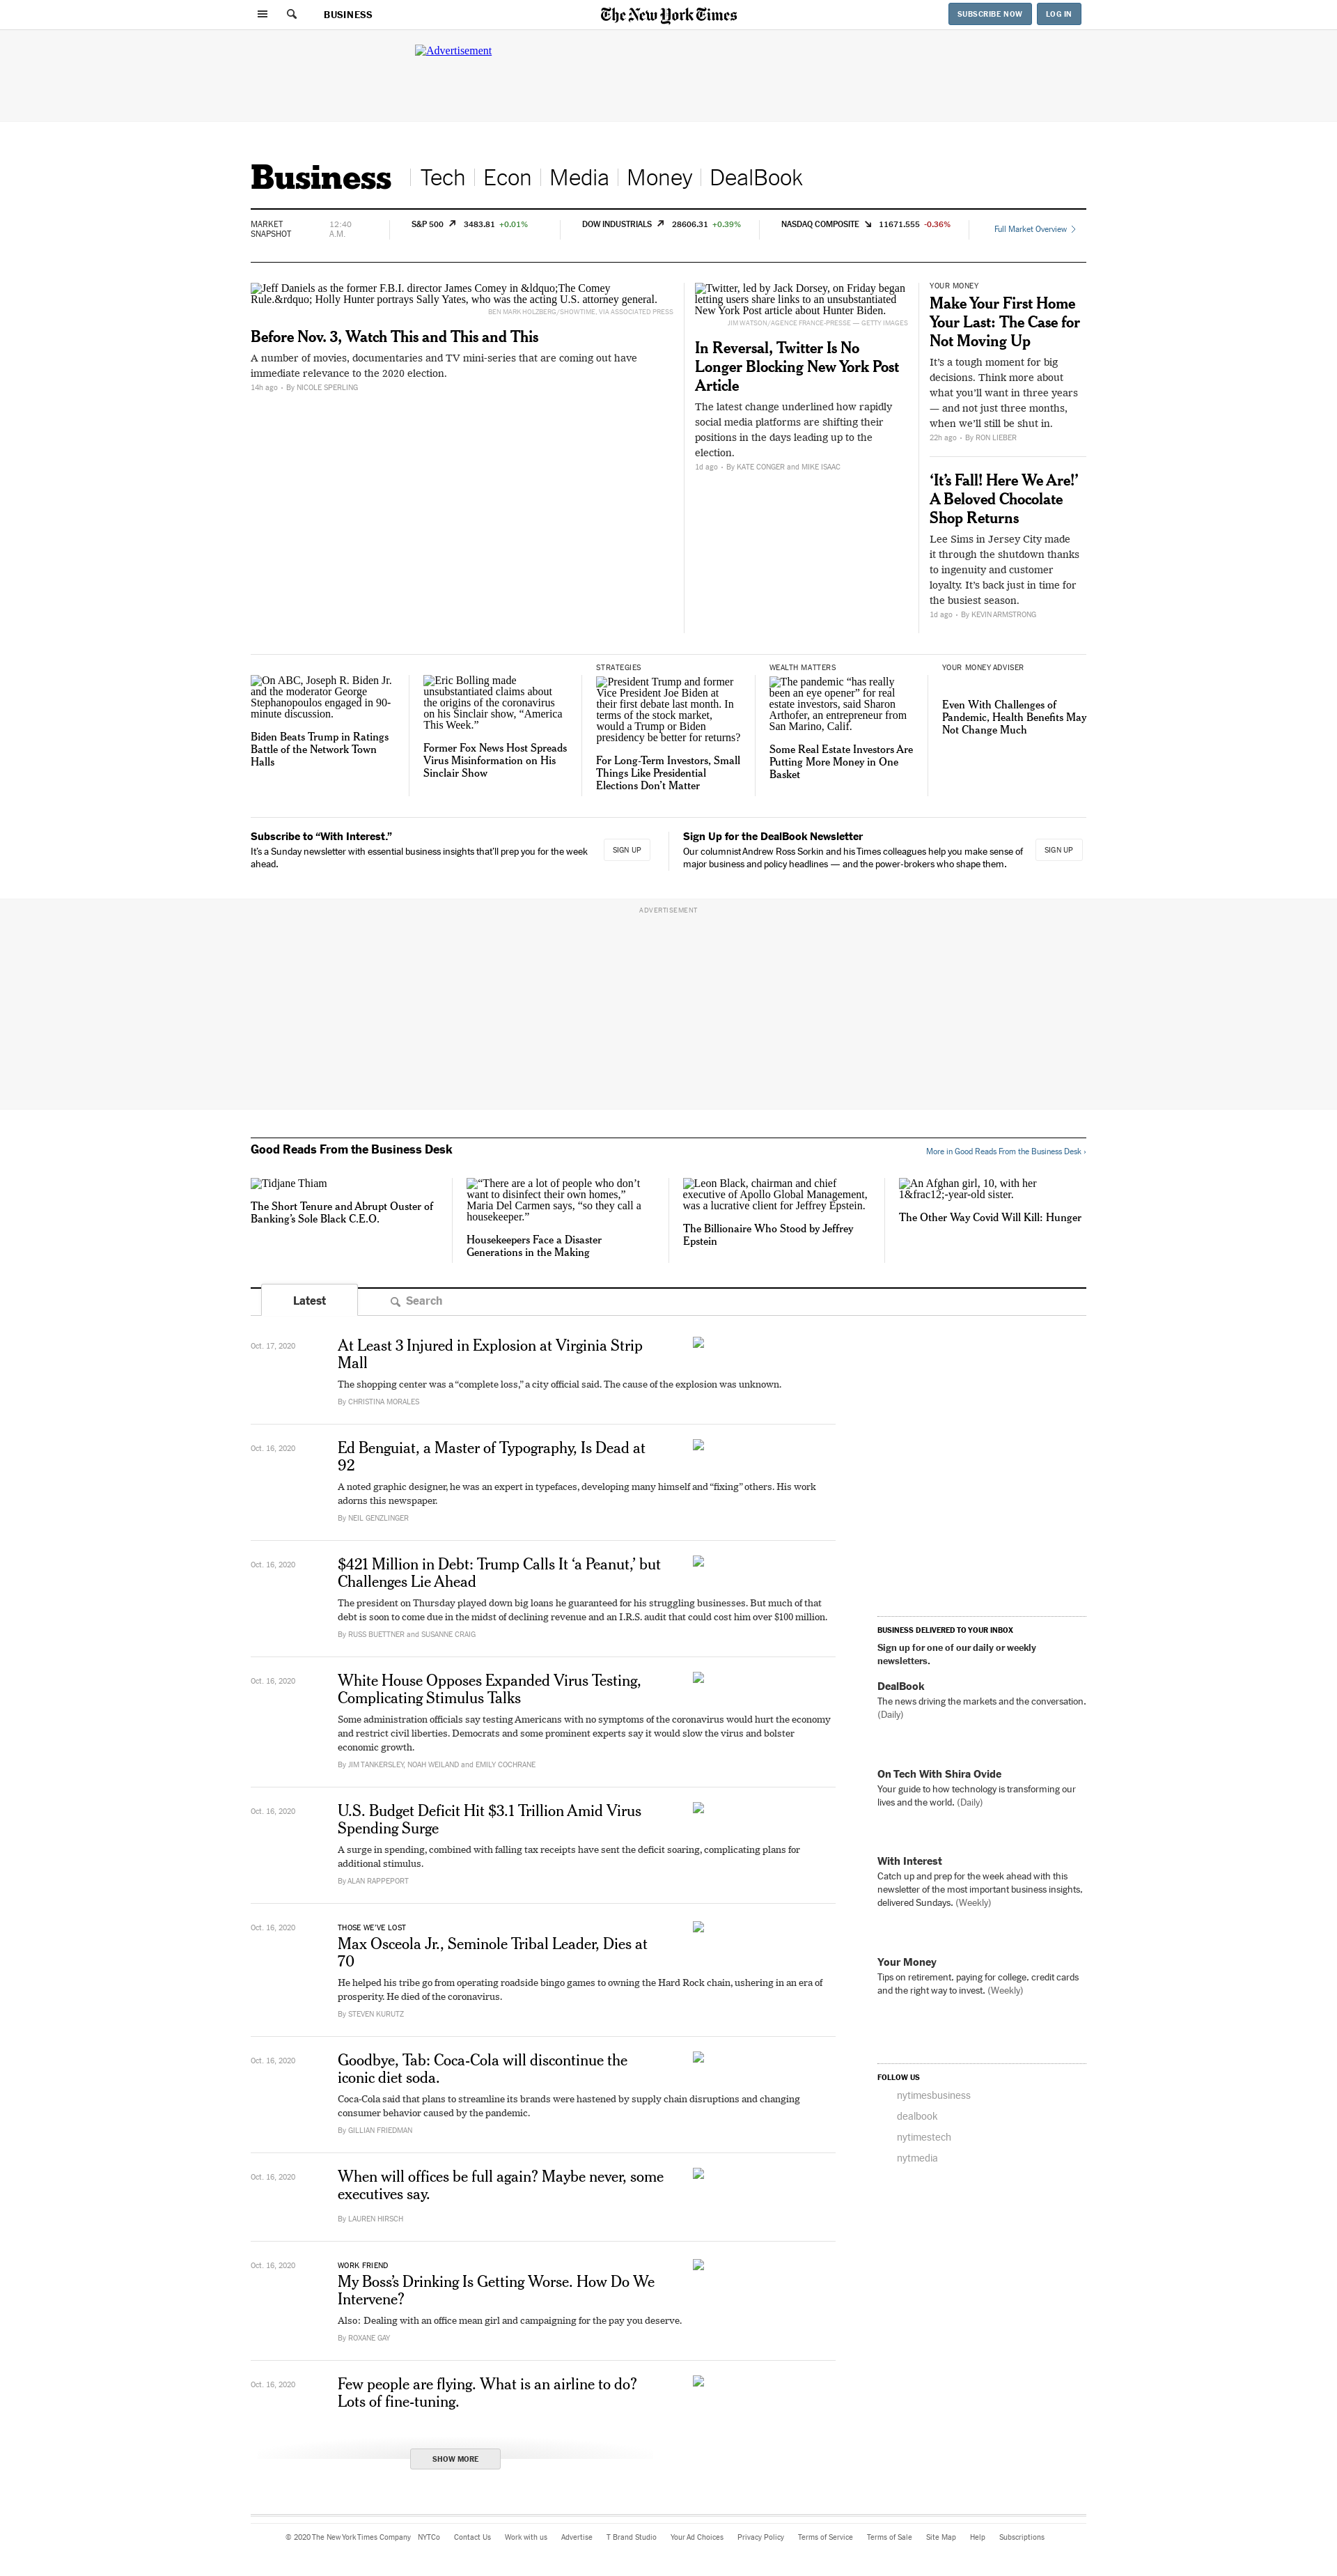 BUSINESS
The New York Times
SUBSCRIBE NOW
LOG IN
Advertisement
Business
Tech
Econ
Media
Money
DealBook
MARKET
SNAPSHOT
12:40
A.M.
S&P 500 3483.81 +0.01%
DOW INDUSTRIALS 28606.31 +0.39%
NASDAQ COMPOSITE 11671.555 -0.36%
Full Market Overview
Jeff Daniels as the former F.B.I. director James Comey in &ldquo;The Comey
Rule.&rdquo; Holly Hunter portrays Sally Yates, who was the acting U.S. attorney general.
BEN MARK HOLZBERG/SHOWTIME, VIA ASSOCIATED PRESS
Before Nov. 3, Watch This and This and This
A number of movies, documentaries and TV mini-series that are coming out have
immediate relevance to the 2020 election.
14h ago • By NICOLE SPERLING
Twitter, led by Jack Dorsey, on Friday began
letting users share links to an unsubstantiated
New York Post article about Hunter Biden.
JIM WATSON/AGENCE FRANCE-PRESSE — GETTY IMAGES
In Reversal, Twitter Is No
Longer Blocking New York Post
Article
The latest change underlined how rapidly
social media platforms are shifting their
positions in the days leading up to the
election.
1d ago • By KATE CONGER and MIKE ISAAC
YOUR MONEY
Make Your First Home
Your Last: The Case for
Not Moving Up
It’s a tough moment for big
decisions. Think more about
what you’ll want in three years
— and not just three months,
when we’ll still be shut in.
22h ago • By RON LIEBER
‘It’s Fall! Here We Are!’
A Beloved Chocolate
Shop Returns
Lee Sims in Jersey City made
it through the shutdown thanks
to ingenuity and customer
loyalty. It’s back just in time for
the busiest season.
1d ago • By KEVIN ARMSTRONG
On ABC, Joseph R. Biden Jr.
and the moderator George
Stephanopoulos engaged in 90-
minute discussion.
Biden Beats Trump in Ratings
Battle of the Network Town
Halls
Eric Bolling made
unsubstantiated claims about
the origins of the coronavirus
on his Sinclair show, “America
This Week.”
Former Fox News Host Spreads
Virus Misinformation on His
Sinclair Show
STRATEGIES
President Trump and former
Vice President Joe Biden at
their first debate last month. In
terms of the stock market,
would a Trump or Biden
presidency be better for returns?
For Long-Term Investors, Small
Things Like Presidential
Elections Don’t Matter
WEALTH MATTERS
The pandemic “has really
been an eye opener” for real
estate investors, said Sharon
Arthofer, an entrepreneur from
San Marino, Calif.
Some Real Estate Investors Are
Putting More Money in One
Basket
YOUR MONEY ADVISER
Even With Challenges of
Pandemic, Health Benefits May
Not Change Much
Subscribe to “With Interest.”
It’s a Sunday newsletter with essential business insights that’ll prep you for the week
ahead.
SIGN UP
Sign Up for the DealBook Newsletter
Our columnist Andrew Ross Sorkin and his Times colleagues help you make sense of
major business and policy headlines — and the power-brokers who shape them.
SIGN UP
ADVERTISEMENT
Good Reads From the Business Desk
More in Good Reads From the Business Desk »
Tidjane Thiam
The Short Tenure and Abrupt Ouster of
Banking’s Sole Black C.E.O.
“There are a lot of people who don’t
want to disinfect their own homes,”
Maria Del Carmen says, “so they call a
housekeeper.”
Housekeepers Face a Disaster
Generations in the Making
Leon Black, chairman and chief
executive of Apollo Global Management,
was a lucrative client for Jeffrey Epstein.
The Billionaire Who Stood by Jeffrey
Epstein
An Afghan girl, 10, with her
1&frac12;-year-old sister.
The Other Way Covid Will Kill: Hunger
Latest
Search
Oct. 17, 2020
At Least 3 Injured in Explosion at Virginia Strip
Mall
The shopping center was a “complete loss,” a city official said. The cause of the explosion was unknown.
By CHRISTINA MORALES
Oct. 16, 2020
Ed Benguiat, a Master of Typography, Is Dead at
92
A noted graphic designer, he was an expert in typefaces, developing many himself and “fixing” others. His work
adorns this newspaper.
By NEIL GENZLINGER
Oct. 16, 2020
$421 Million in Debt: Trump Calls It ‘a Peanut,’ but
Challenges Lie Ahead
The president on Thursday played down big loans he guaranteed for his struggling businesses. But much of that
debt is soon to come due in the midst of declining revenue and an I.R.S. audit that could cost him over $100 million.
By RUSS BUETTNER and SUSANNE CRAIG
Oct. 16, 2020
White House Opposes Expanded Virus Testing,
Complicating Stimulus Talks
Some administration officials say testing Americans with no symptoms of the coronavirus would hurt the economy
and restrict civil liberties. Democrats and some prominent experts say it would slow the virus and bolster
economic growth.
By JIM TANKERSLEY, NOAH WEILAND and EMILY COCHRANE
Oct. 16, 2020
U.S. Budget Deficit Hit $3.1 Trillion Amid Virus
Spending Surge
A surge in spending, combined with falling tax receipts have sent the deficit soaring, complicating plans for
additional stimulus.
By ALAN RAPPEPORT
Oct. 16, 2020
THOSE WE’VE LOST
Max Osceola Jr., Seminole Tribal Leader, Dies at
70
He helped his tribe go from operating roadside bingo games to owning the Hard Rock chain, ushering in an era of
prosperity. He died of the coronavirus.
By STEVEN KURUTZ
Oct. 16, 2020
Goodbye, Tab: Coca-Cola will discontinue the
iconic diet soda.
Coca-Cola said that plans to streamline its brands were hastened by supply chain disruptions and changing
consumer behavior caused by the pandemic.
By GILLIAN FRIEDMAN
Oct. 16, 2020
When will offices be full again? Maybe never, some
executives say.
By LAUREN HIRSCH
Oct. 16, 2020
WORK FRIEND
My Boss’s Drinking Is Getting Worse. How Do We
Intervene?
Also: Dealing with an office mean girl and campaigning for the pay you deserve.
By ROXANE GAY
Oct. 16, 2020
Few people are flying. What is an airline to do?
Lots of fine-tuning.
SHOW MORE
BUSINESS DELIVERED TO YOUR INBOX
Sign up for one of our daily or weekly
newsletters.
DealBook
The news driving the markets and the conversation.
(Daily)
On Tech With Shira Ovide
Your guide to how technology is transforming our
lives and the world. (Daily)
With Interest
Catch up and prep for the week ahead with this
newsletter of the most important business insights,
delivered Sundays. (Weekly)
Your Money
Tips on retirement, paying for college, credit cards
and the right way to invest. (Weekly)
FOLLOW US
nytimesbusiness
dealbook
nytimestech
nytmedia
© 2020 The New York Times Company NYTCo Contact Us Work with us Advertise T Brand Studio Your Ad Choices Privacy Policy Terms of Service Terms of Sale Site Map Help Subscriptions